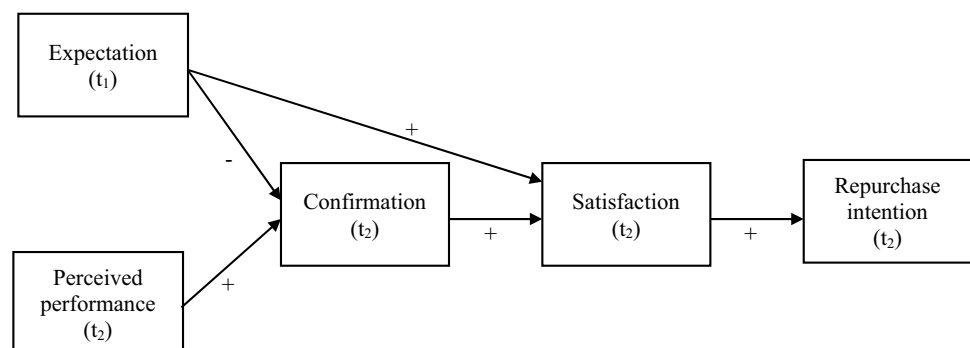 Expectation
(t₁)
+
-
Confirmation
(t₂)
+
Satisfaction
(t₂)
+
Repurchase
intention
(t₂)
Perceived
performance
(t₂)
+